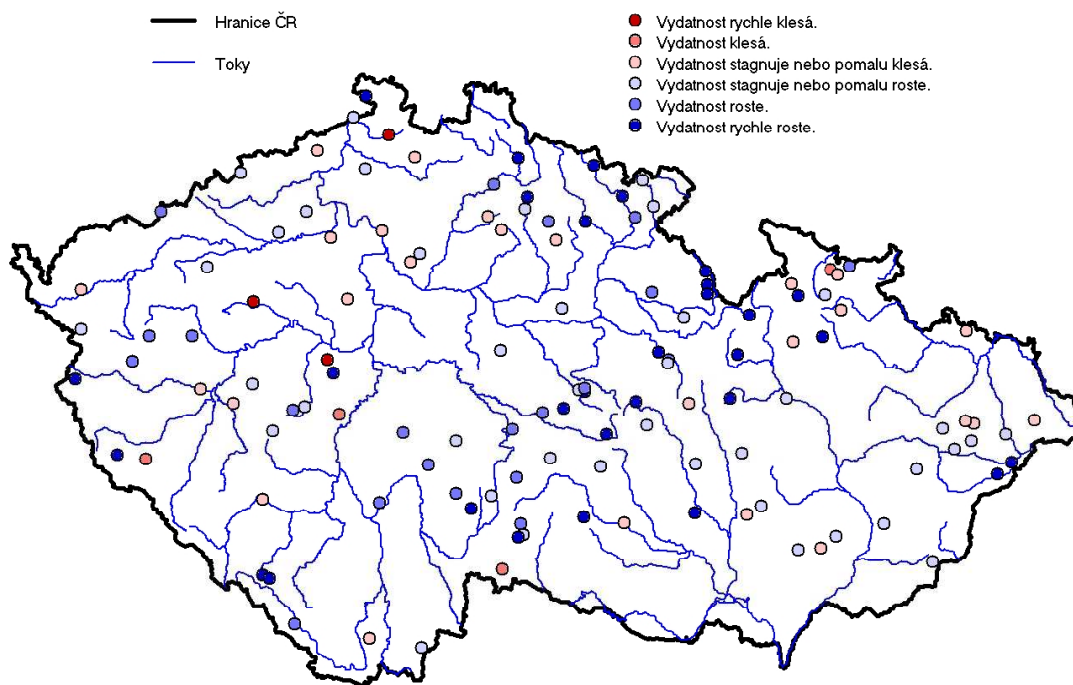 Hranice ČR
Toky
Vydatnost rychle klesá.
Vydatnost klesá.
Vydatnost stagnuje nebo pomalu klesá.
Vydatnost stagnuje nebo pomalu roste.
Vydatnost roste.
Vydatnost rychle roste.